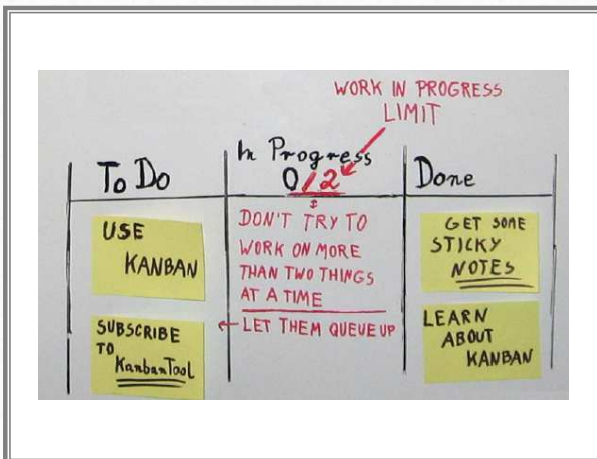 WORK IN PROGRESS
LIMIT
To Do
In Progress
0/2
Done
USE
KANBAN
SUBSCRIBE
TO
KanbanTool
DON'T TRY TO
WORK ON MORE
THAN TWO THINGS
AT A TIME
← LET THEM QUEUE UP
GET SOME
STICKY
NOTES
LEARN
ABOUT
KANBAN